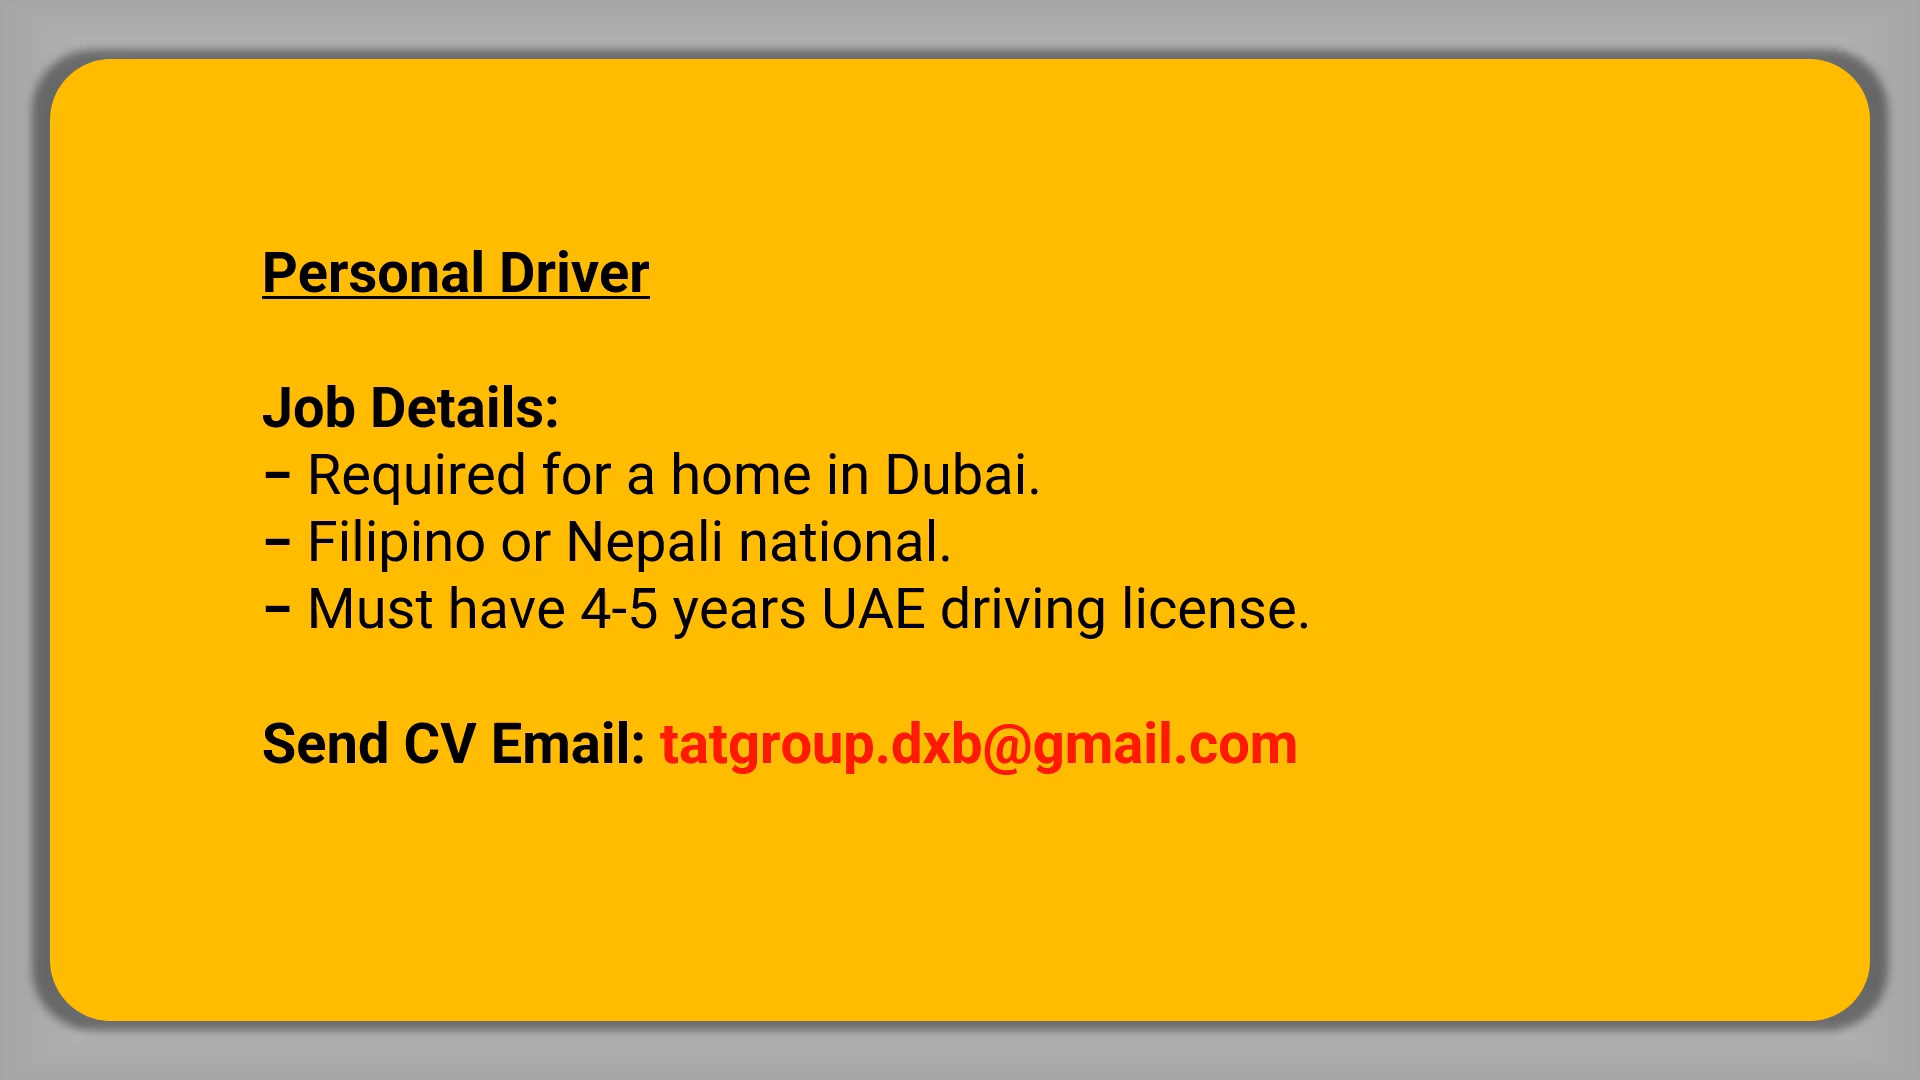 Personal Driver
Job Details:
– Required for a home in Dubai.
– Filipino or Nepali national.
– Must have 4-5 years UAE driving license.
Send CV Email: tatgroup.dxb@gmail.com